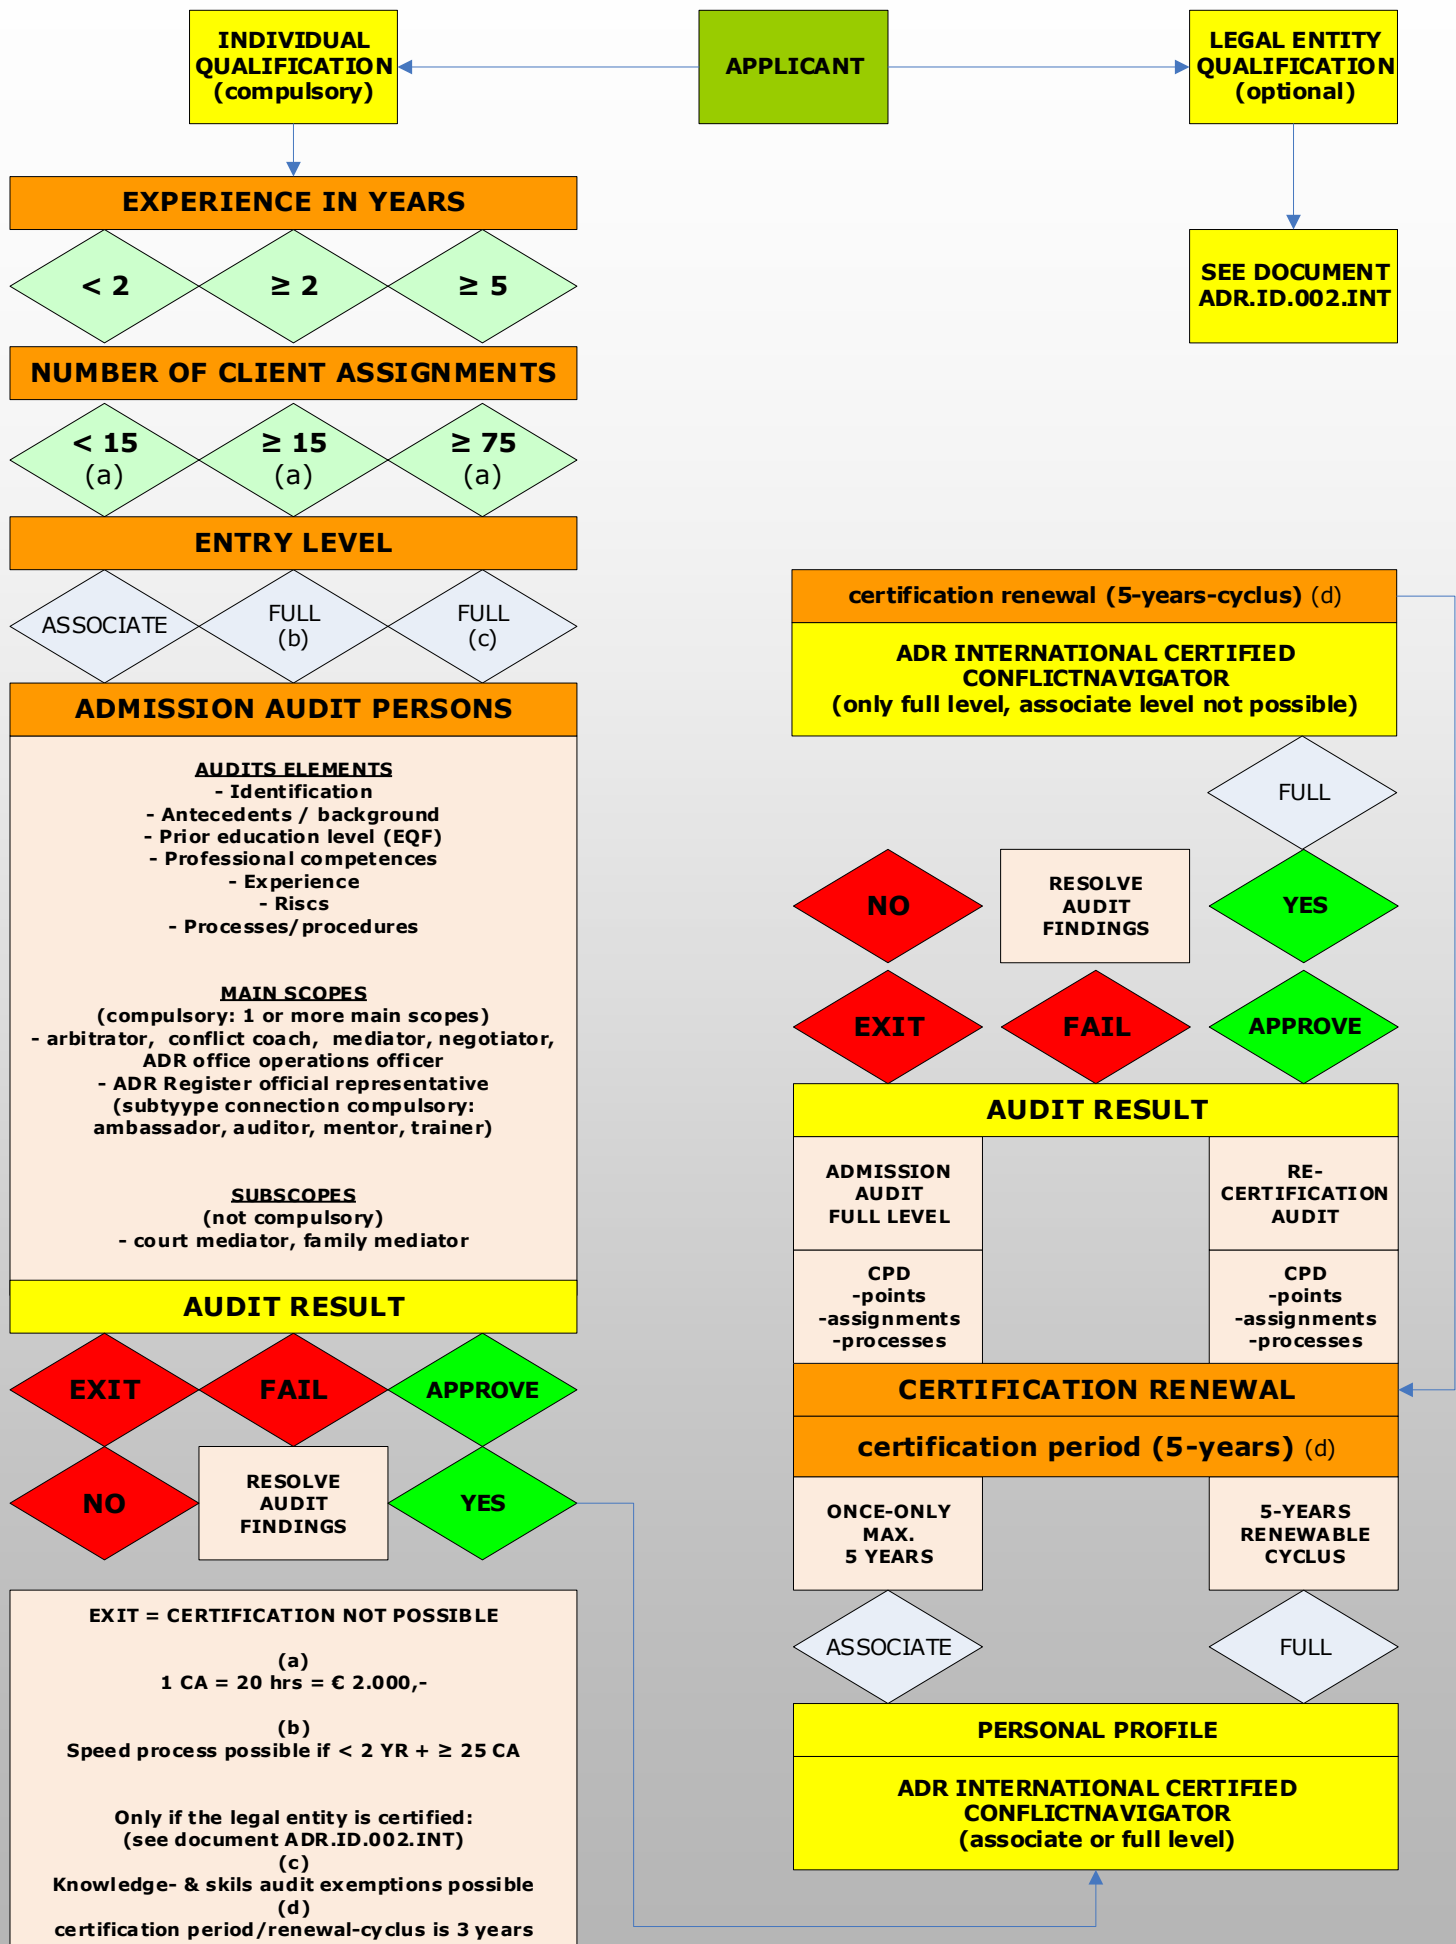 INDIVIDUAL
QUALIFICATION
(compulsory)
APPLICANT
LEGAL ENTITY
QUALIFICATION
(optional)
SEE DOCUMENT
ADR.ID.002.INT
EXPERIENCE IN YEARS
< 2
≥ 2
≥ 5
NUMBER OF CLIENT ASSIGNMENTS
< 15
(a)
≥ 15
(a)
≥ 75
(a)
ENTRY LEVEL
ASSOCIATE
FULL
(b)
FULL
(c)
ADMISSION AUDIT PERSONS
AUDITS ELEMENTS
- Identification
- Antecedents / background
- Prior education level (EQF)
- Professional competences
- Experience
- Riscs
- Processes/procedures
MAIN SCOPES
(compulsory: 1 or more main scopes)
- arbitrator, conflict coach, mediator, negotiator,
ADR office operations officer
- ADR Register official representative
(subtyype connection compulsory:
ambassador, auditor, mentor, trainer)
SUBSCOPES
(not compulsory)
- court mediator, family mediator
AUDIT RESULT
EXIT
FAIL
APPROVE
NO
RESOLVE
AUDIT
FINDINGS
YES
EXIT = CERTIFICATION NOT POSSIBLE
(a)
1 CA = 20 hrs = € 2.000,-
(b)
Speed process possible if < 2 YR + ≥ 25 CA
Only if the legal entity is certified:
(see document ADR.ID.002.INT)
(c)
Knowledge- & skils audit exemptions possible
(d)
certification period/renewal-cyclus is 3 years
certification renewal (5-years-cyclus) (d)
ADR INTERNATIONAL CERTIFIED
CONFLICTNAVIGATOR
(only full level, associate level not possible)
FULL
NO
RESOLVE
AUDIT
FINDINGS
YES
EXIT
FAIL
APPROVE
AUDIT RESULT
ADMISSION
AUDIT
FULL LEVEL
RE-
CERTIFICATION
AUDIT
CPD
-points
-assignments
-processes
CPD
-points
-assignments
-processes
CERTIFICATION RENEWAL
certification period (5-years) (d)
ONCE-ONLY
MAX.
5 YEARS
5-YEARS
RENEWABLE
CYCLUS
ASSOCIATE
FULL
PERSONAL PROFILE
ADR INTERNATIONAL CERTIFIED
CONFLICTNAVIGATOR
(associate or full level)